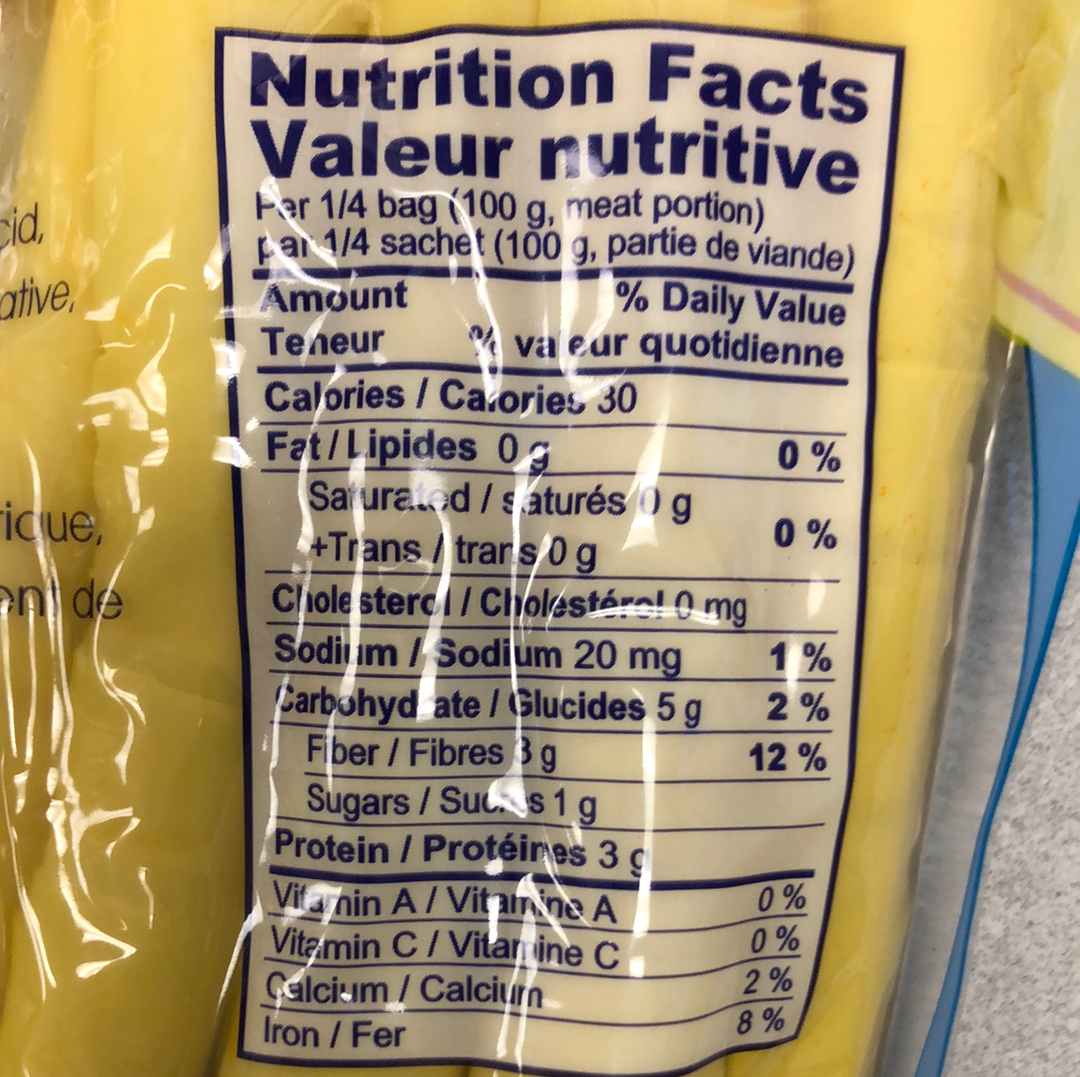 Nutrition Facts
Valeur nutritive
Per 1/4 bag (100 g, meat portion)
par 1/4 sachet (100 g, partie de viande)
Amount % Daily Value
Teneur % valeur quotidienne
Calories / Calories 30
Fat / Lipides 0 g 0 %
Saturated / saturés 0 g
+Trans / trans 0 g 0 %
Cholesterol / Cholestérol 0 mg
Sodium / Sodium 20 mg 1 %
Carbohydrate / Glucides 5 g 2 %
Fiber / Fibres 3 g 12 %
Sugars / Sucres 1 g
Protein / Protéines 3 g
Vitamin A / Vitamine A 0 %
Vitamin C / Vitamine C 0 %
Calcium / Calcium 2 %
Iron / Fer 8 %
cid,
ative,
rique,
ent de